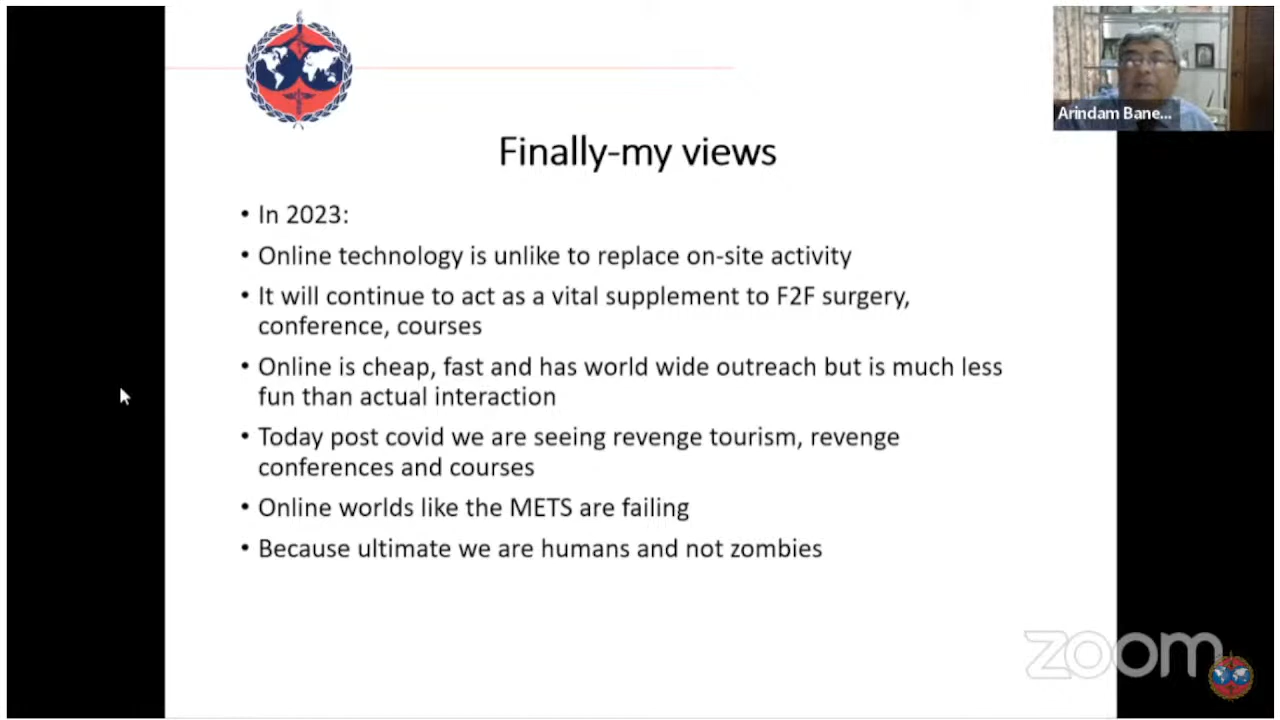 Arindam Bane...
Finally-my views
• In 2023:
• Online technology is unlike to replace on-site activity
• It will continue to act as a vital supplement to F2F surgery,
conference, courses
• Online is cheap, fast and has world wide outreach but is much less
fun than actual interaction
• Today post covid we are seeing revenge tourism, revenge
conferences and courses
• Online worlds like the METS are failing
• Because ultimate we are humans and not zombies
zoom